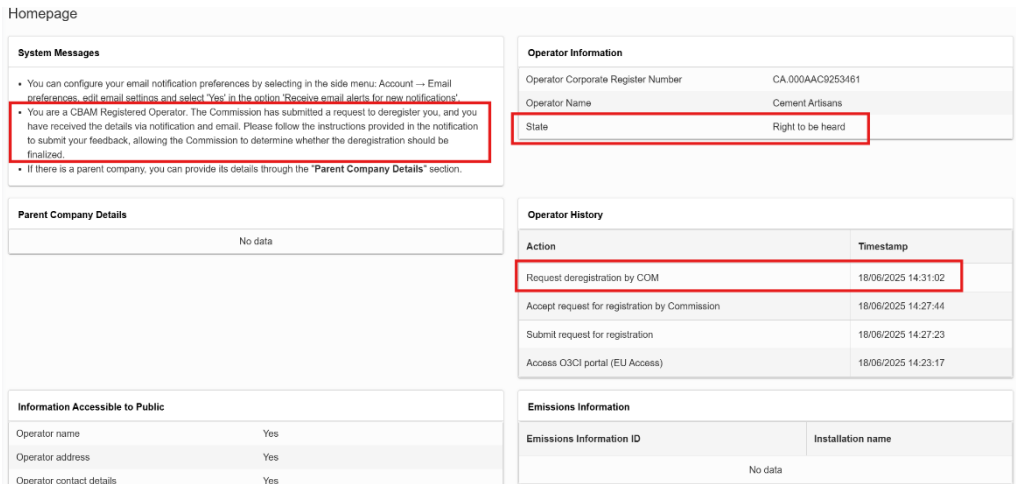 Homepage
System Messages
• You can configure your email notification preferences by selecting in the side menu: Account → Email
preferences, edit email settings and select 'Yes' in the option 'Receive email alerts for new notifications'.
• You are a CBAM Registered Operator. The Commission has submitted a request to deregister you, and you
have received the details via notification and email. Please follow the instructions provided in the notification
to submit your feedback, allowing the Commission to determine whether the deregistration should be
finalized.
• If there is a parent company, you can provide its details through the "Parent Company Details" section.
Operator Information
Operator Corporate Register Number CA.000AAC9253461
Operator Name Cement Artisans
State Right to be heard
Parent Company Details
No data
Operator History
Action Timestamp
Request deregistration by COM 18/06/2025 14:31:02
Accept request for registration by Commission 18/06/2025 14:27:44
Submit request for registration 18/06/2025 14:27:23
Access O3CI portal (EU Access) 18/06/2025 14:23:17
Information Accessible to Public
Operator name Yes
Operator address Yes
Operator contact details Yes
Emissions Information
Emissions Information ID Installation name
No data